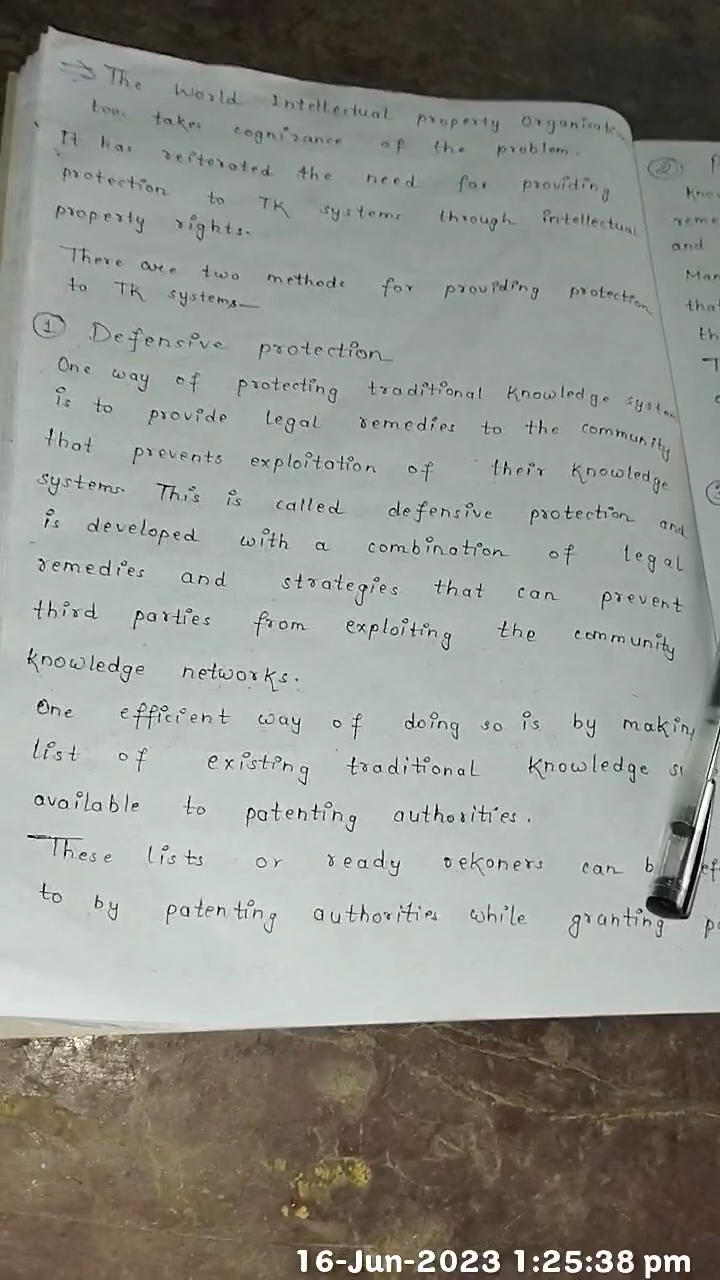 ⇒ The World Intellectual property Organisat
too takes cognizance of the problem.
It has reiterated the need for providing
protection to TK systems through intellectual
property rights.
There are two methods for providing protection
to TK systems—
① Defensive protection
One way of protecting traditional knowledge system
is to provide legal remedies to the community
that prevents exploitation of their knowledge
systems. This is called defensive protection and
is developed with a combination of legal
remedies and strategies that can prevent
third parties from exploiting the community
knowledge networks.
One efficient way of doing so is by makin
list of existing traditional knowledge
available to patenting authorities.
These lists or ready rekoners can b
to by patenting authorities while granting
②
and
16-Jun-2023 1:25:38 pm